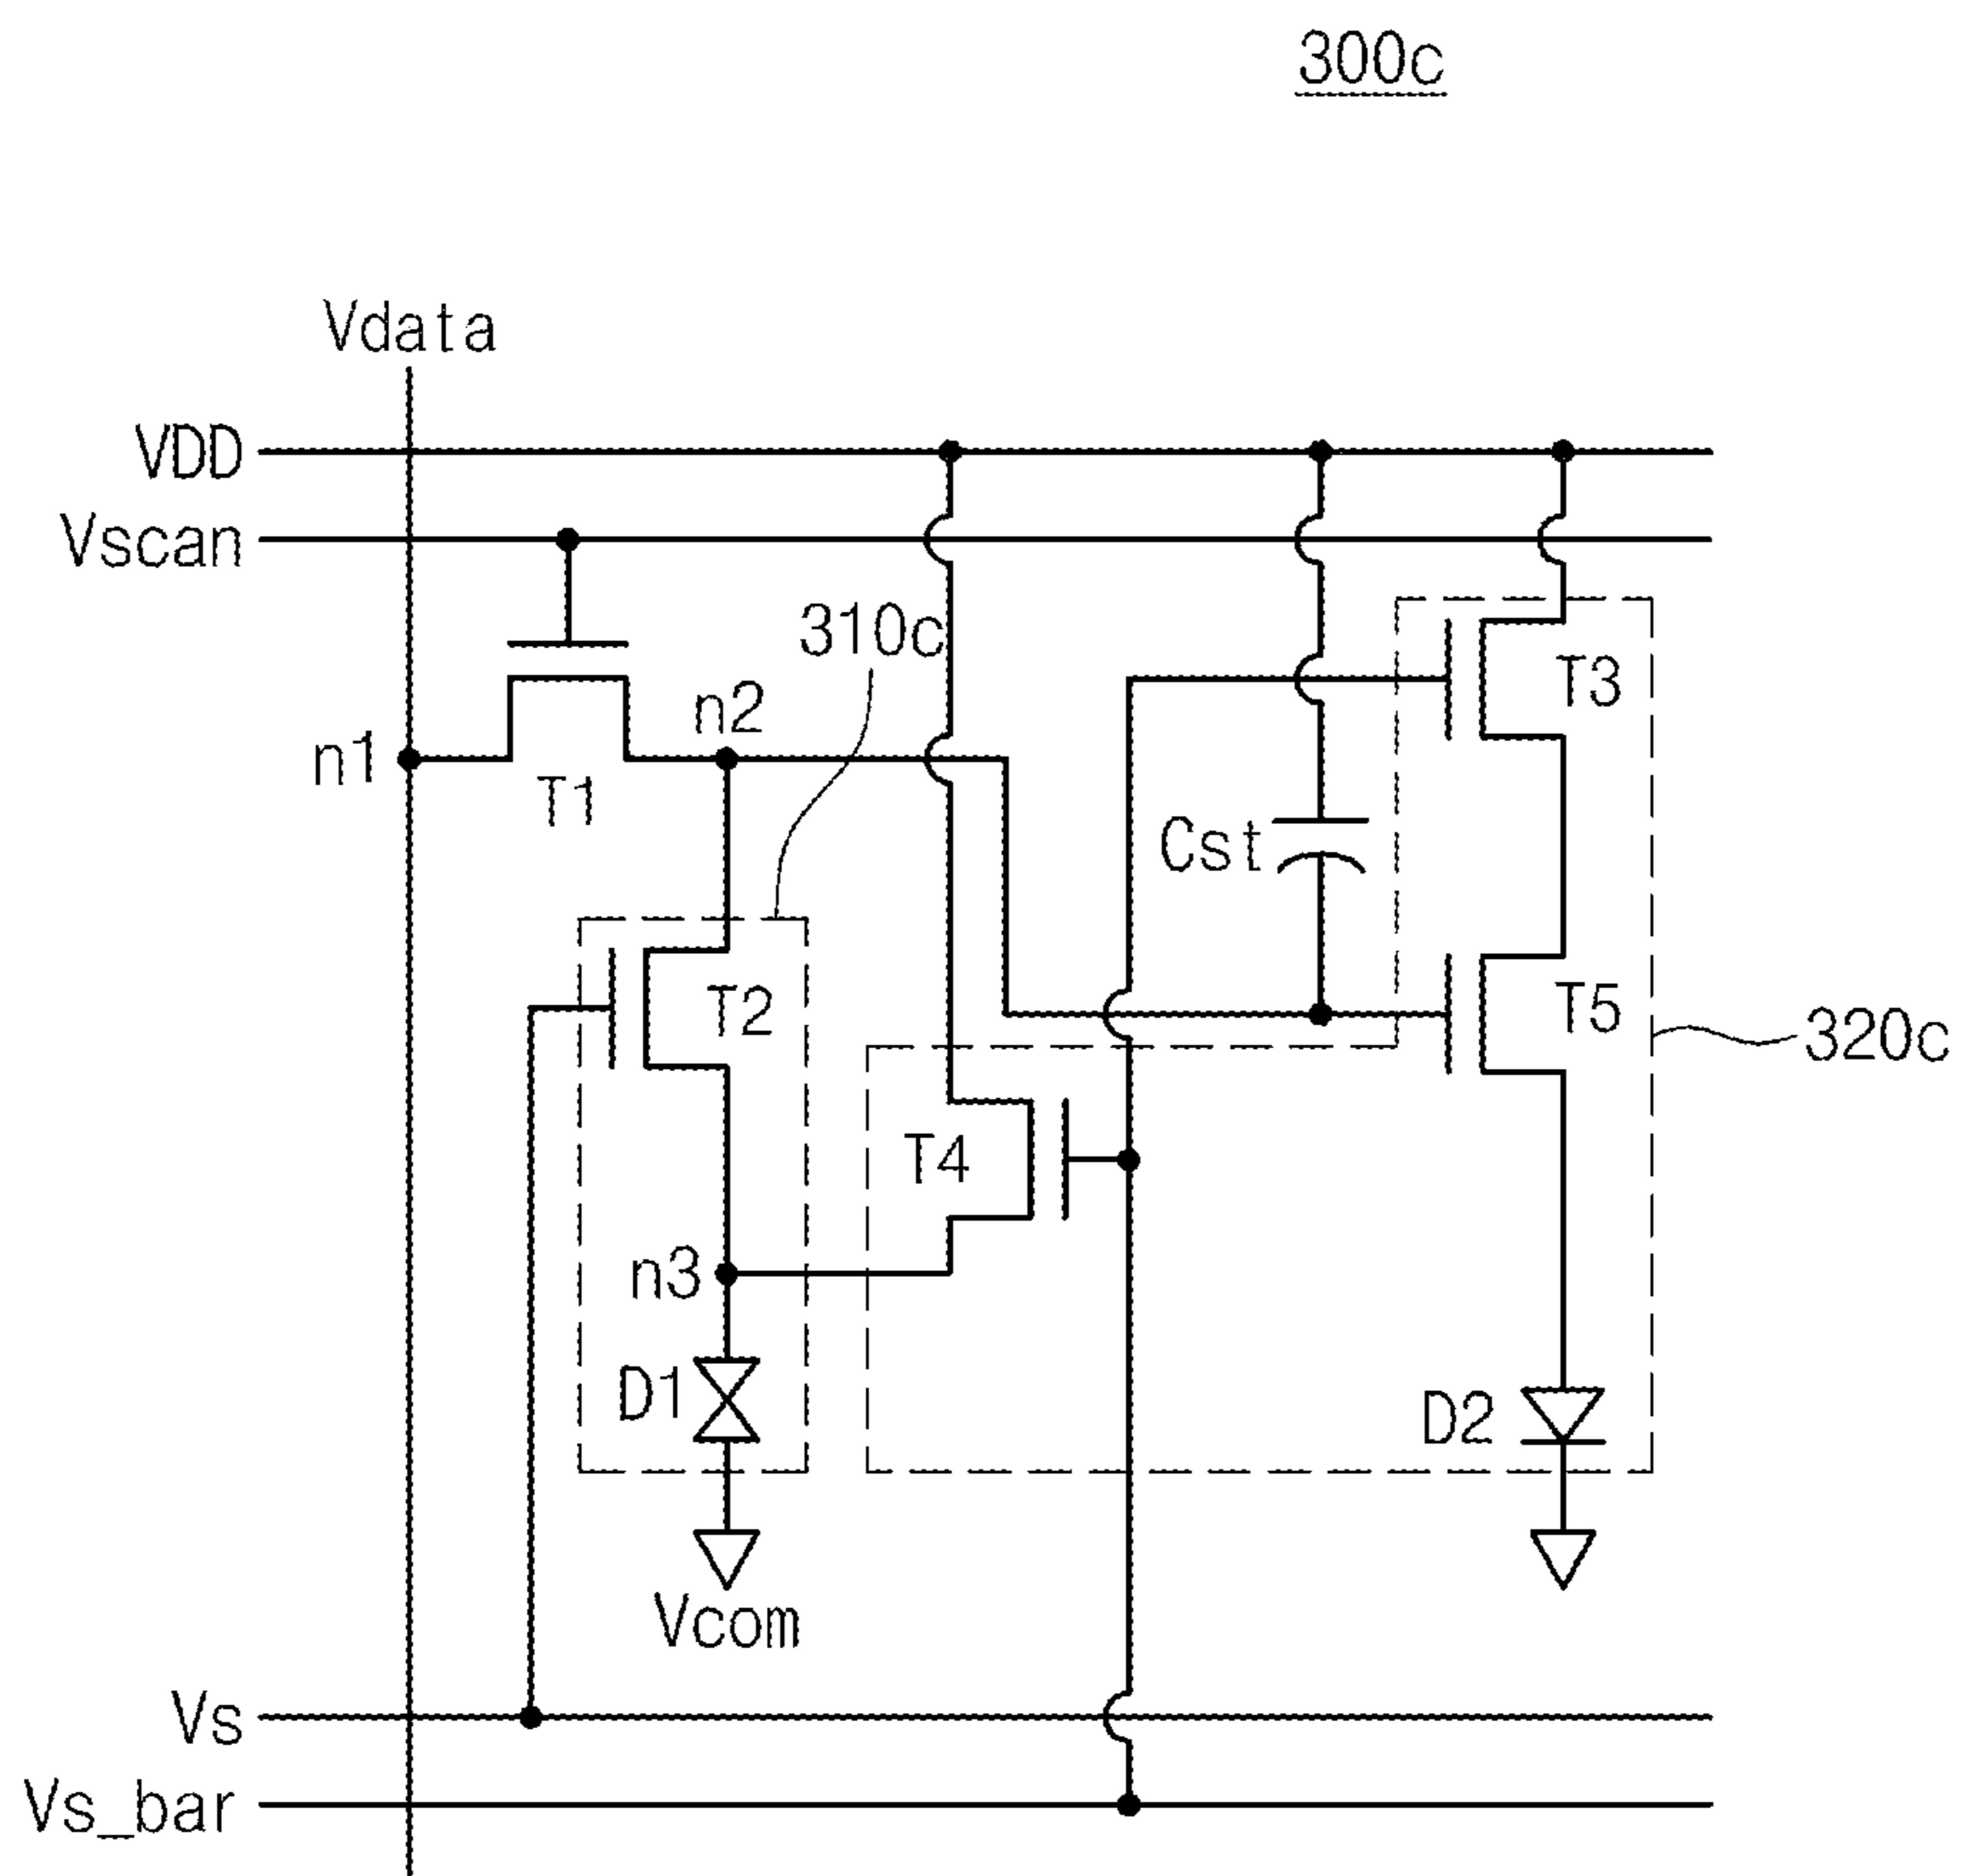 300c
Vdata
VDD
Vscan
310c
T3
n2
n1
T1
Cst
T2
T5
320c
T4
n3
D1
D2
Vcom
Vs
Vs_bar